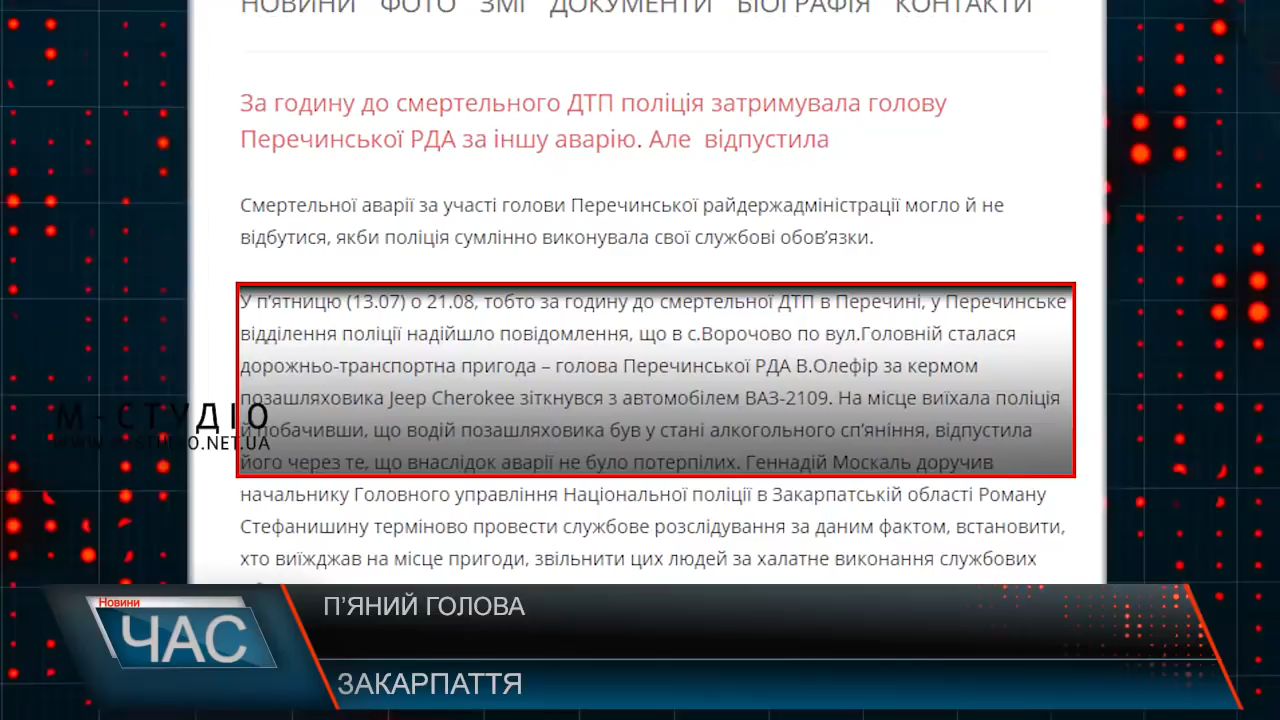 НОВИНИ ФОТО ЗМІ ДОКУМЕНТИ БІОГРАФІЯ КОНТАКТИ
За годину до смертельного ДТП поліція затримувала голову
Перечинської РДА за іншу аварію. Але відпустила
Смертельної аварії за участі голови Перечинської райдержадміністрації могло й не
відбутися, якби поліція сумлінно виконувала свої службові обов’язки.
У п’ятницю (13.07) о 21.08, тобто за годину до смертельної ДТП в Перечині, у Перечинське
відділення поліції надійшло повідомлення, що в с.Ворочово по вул.Головній сталася
дорожньо-транспортна пригода – голова Перечинської РДА В.Олефір за кермом
позашляховика Jeep Cherokee зіткнувся з автомобілем ВАЗ-2109. На місце виїхала поліція
й побачивши, що водій позашляховика був у стані алкогольного сп’яніння, відпустила
його через те, що внаслідок аварії не було потерпілих. Геннадій Москаль доручив
начальнику Головного управління Національної поліції в Закарпатській області Роману
Стефанишину терміново провести службове розслідування за даним фактом, встановити,
хто виїжджав на місце пригоди, звільнити цих людей за халатне виконання службових
М-СТУДІО
WWW.M-STUDIO.NET.UA
Новини
ЧАС
П’ЯНИЙ ГОЛОВА
ЗАКАРПАТТЯ